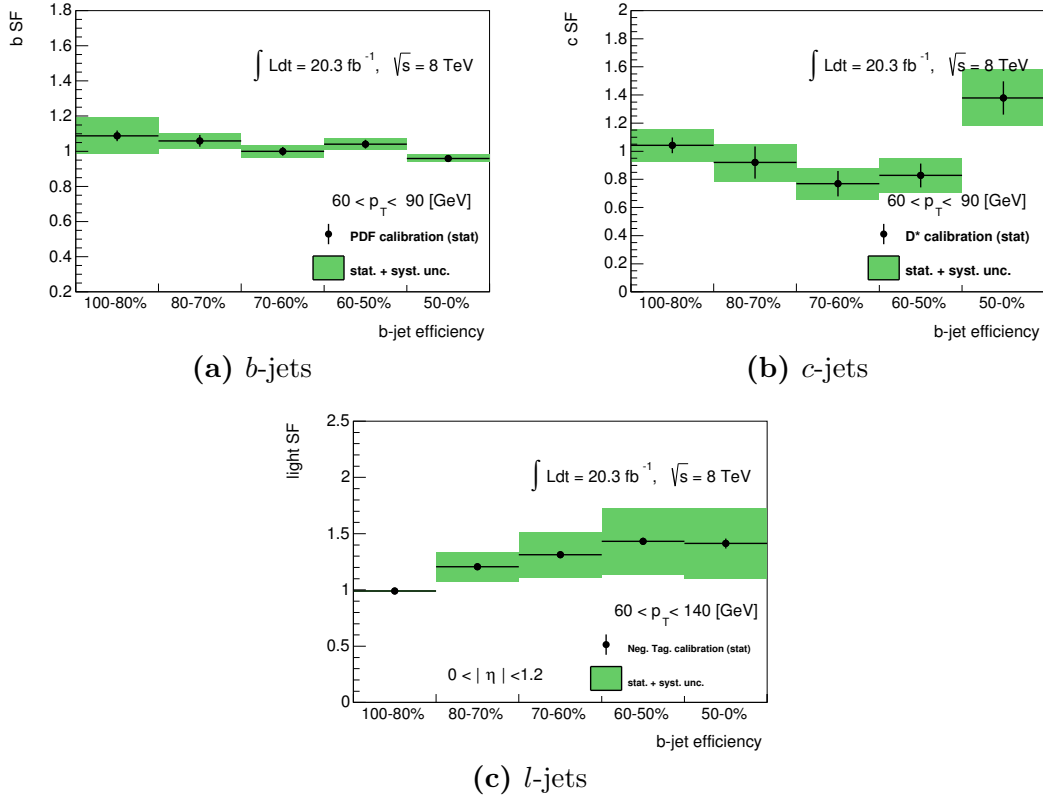 b SF
1.8
1.6
1.4
1.2
1
0.8
0.6
0.4
0.2
∫ Ldt = 20.3 fb⁻¹, √s = 8 TeV
60 < p_T < 90 [GeV]
PDF calibration (stat)
stat. + syst. unc.
100-80% 80-70% 70-60% 60-50% 50-0%
b-jet efficiency
(a) b-jets
c SF
2
1.8
1.6
1.4
1.2
1
0.8
0.6
0.4
0.2
0
∫ Ldt = 20.3 fb⁻¹, √s = 8 TeV
60 < p_T < 90 [GeV]
D* calibration (stat)
stat. + syst. unc.
100-80% 80-70% 70-60% 60-50% 50-0%
b-jet efficiency
(b) c-jets
light SF
2.5
2
1.5
1
0.5
0
∫ Ldt = 20.3 fb⁻¹, √s = 8 TeV
60 < p_T < 140 [GeV]
Neg. Tag. calibration (stat)
0 < | η | <1.2
stat. + syst. unc.
100-80% 80-70% 70-60% 60-50% 50-0%
b-jet efficiency
(c) l-jets